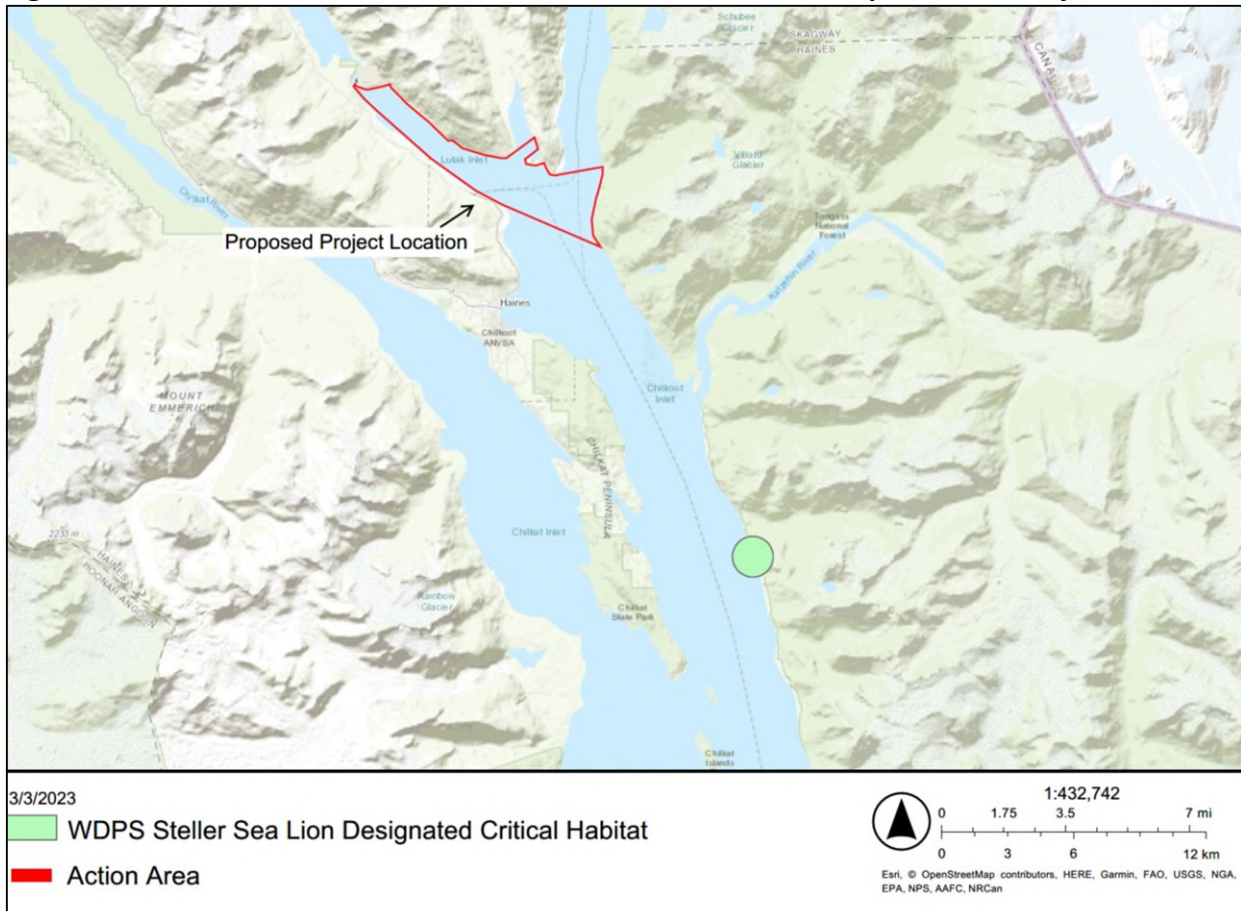 Schubee
Glacier
SKAGWAY
HAINES
CANADA
Lutak Inlet
Villard
Glacier
Chilkat River
Tongass
National
Forest
Proposed Project Location
Katzehin River
Haines
Chilkoot
ANVSA
Chilkoot
Inlet
MOUNT
EMMERICH
CHILKAT PENINSULA
2233 m
HAINES
HOONAH-ANGOON
Chilkat Inlet
Rainbow
Glacier
Chilkat
State Park
Chilkat
Islands
3/3/2023
WDPS Steller Sea Lion Designated Critical Habitat
Action Area
1:432,742
0 1.75 3.5 7 mi
0 3 6 12 km
Esri, © OpenStreetMap contributors, HERE, Garmin, FAO, USGS, NGA,
EPA, NPS, AAFC, NRCan